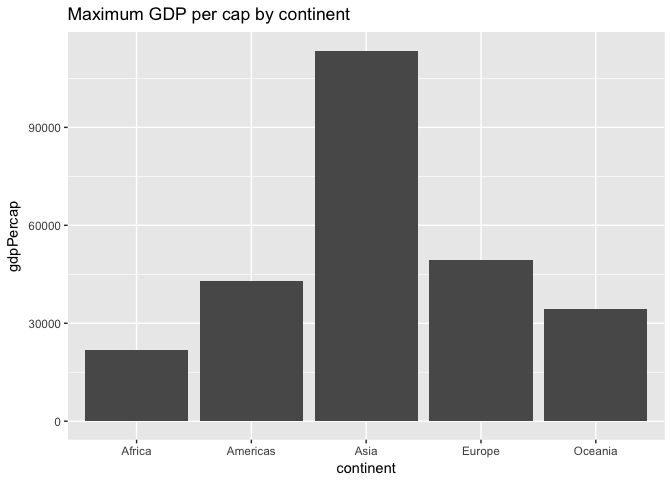 Maximum GDP per cap by continent
gdpPercap
90000
60000
30000
0
Africa Americas Asia Europe Oceania
continent